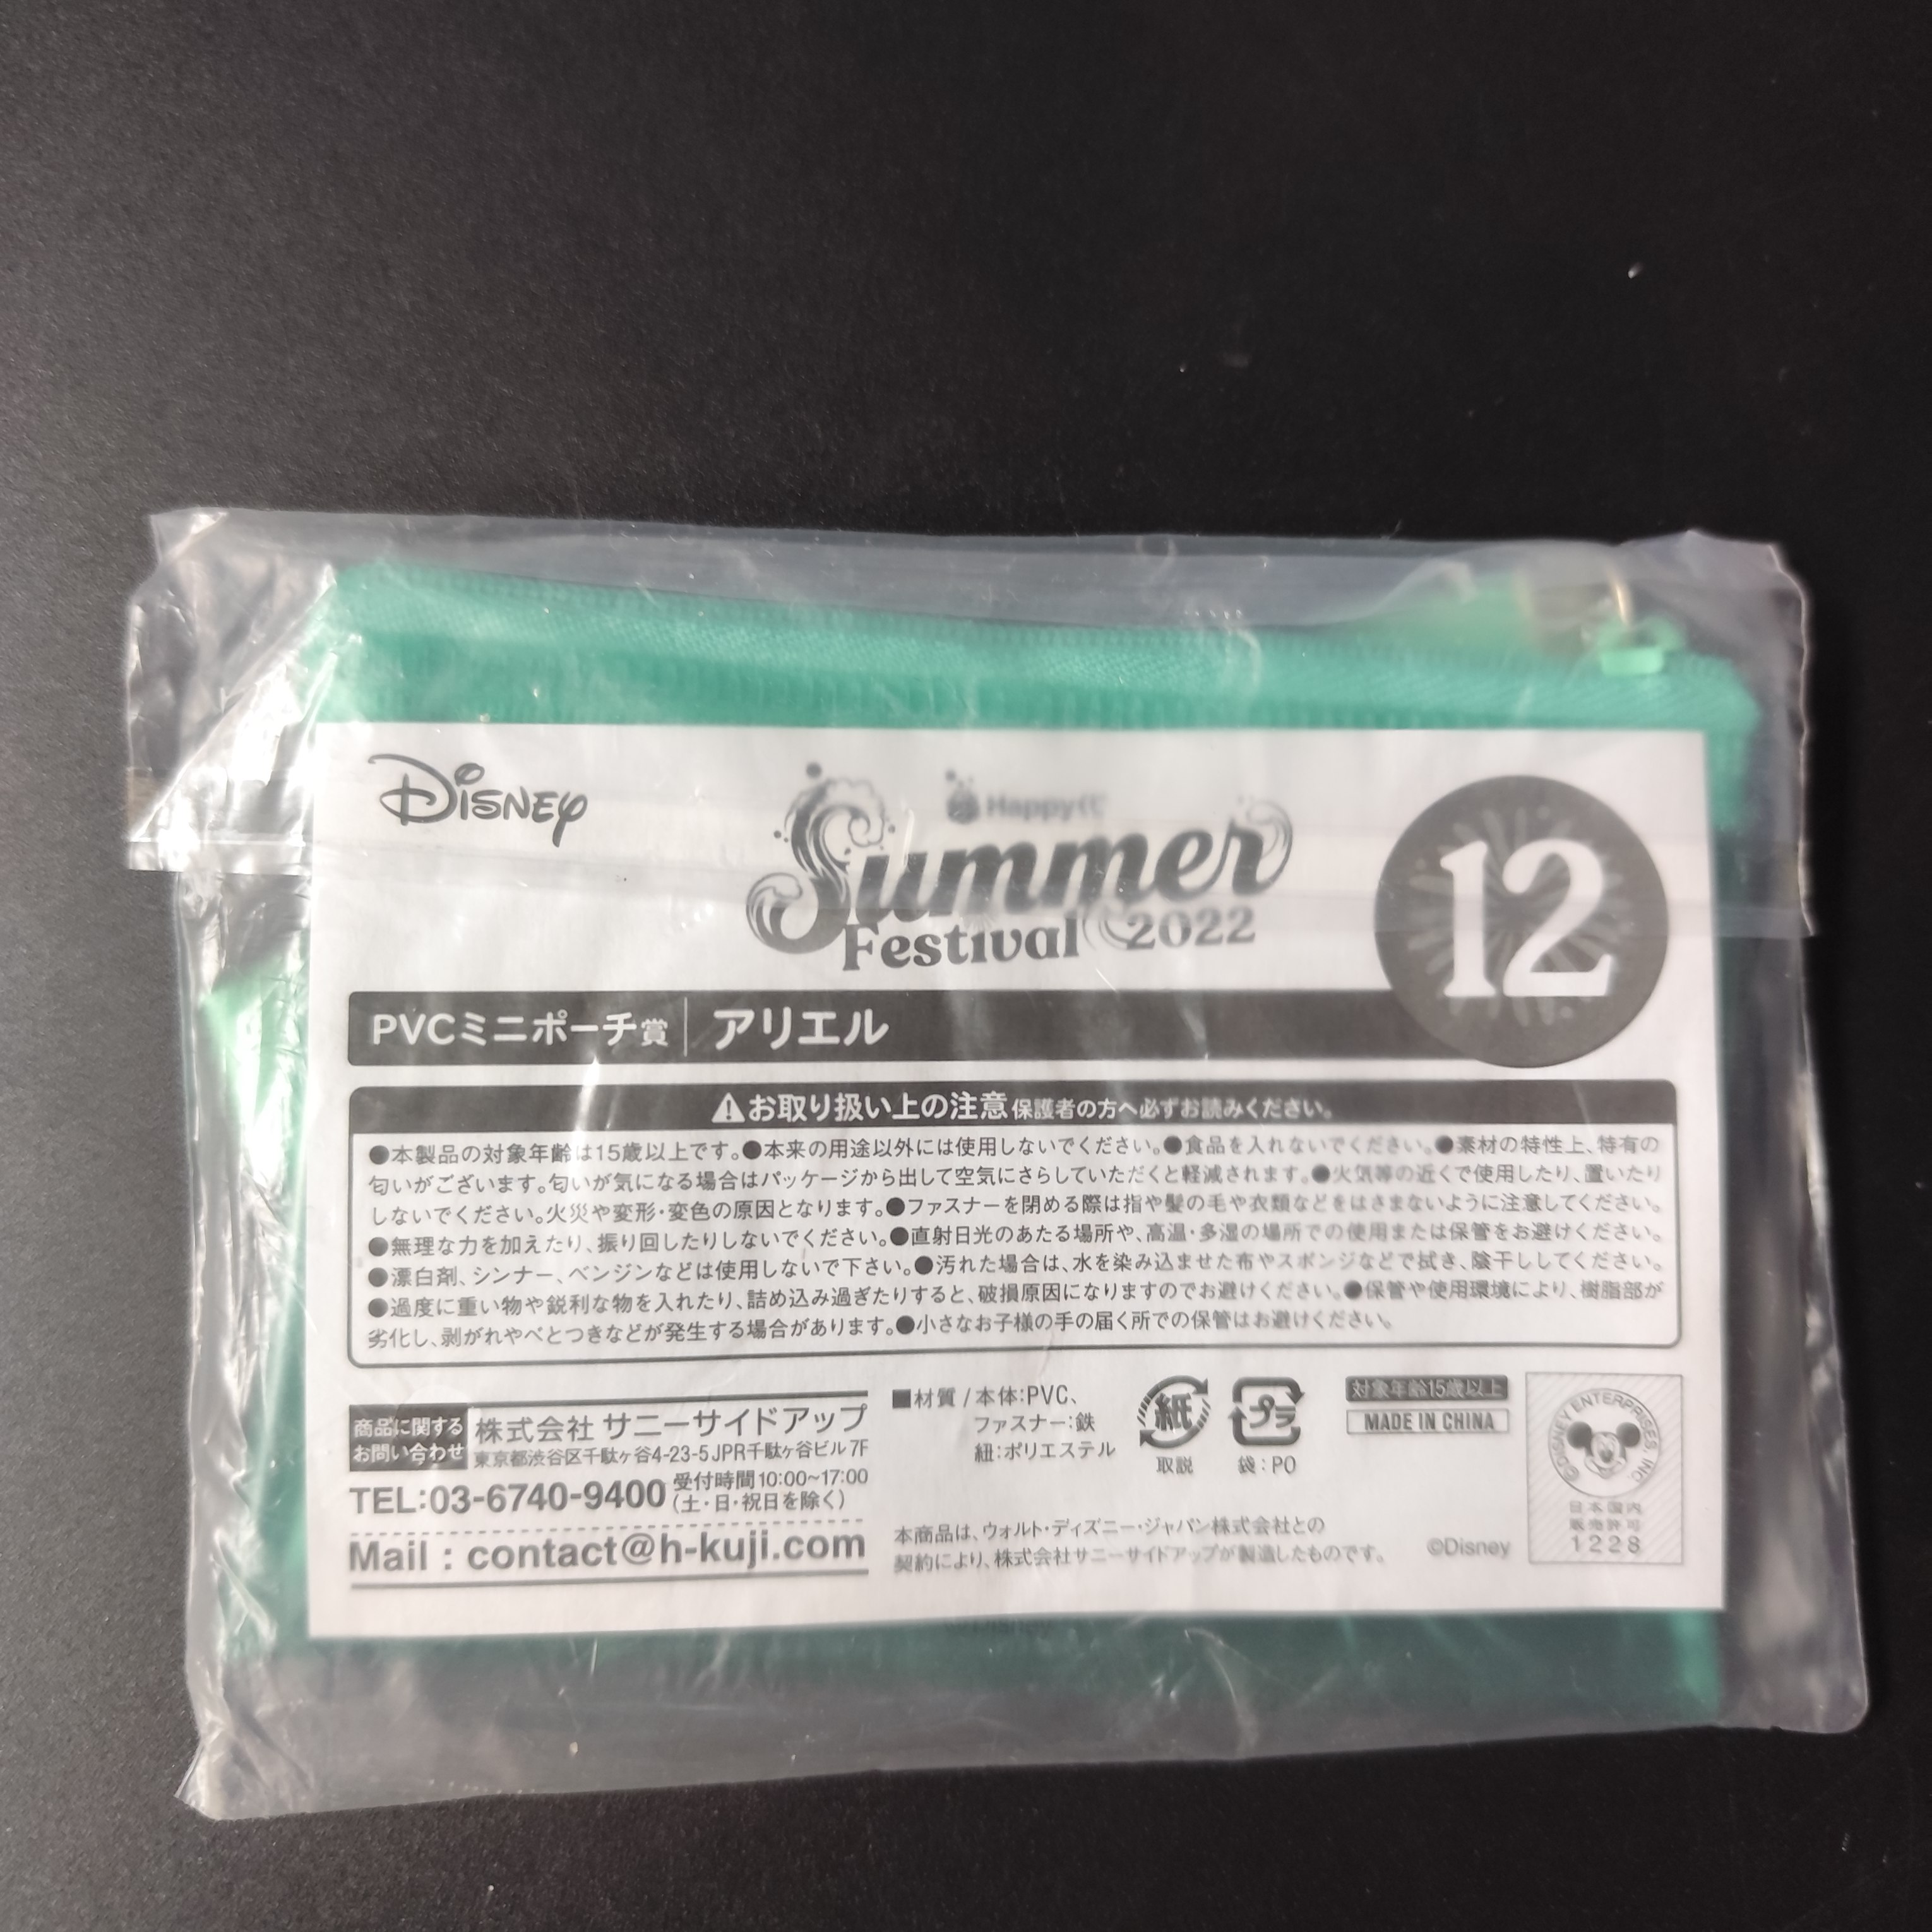 Disney
Happyくじ
Summer
Festival 2022
12
PVCミニポーチ賞 アリエル
お取り扱い上の注意 保護者の方へ必ずお読みください。
●本製品の対象年齢は15歳以上です。●本来の用途以外には使用しないでください。●食品を入れないでください。●素材の特性上、特有の
匂いがございます。匂いが気になる場合はパッケージから出して空気にさらしていただくと軽減されます。●火気等の近くで使用したり、置いたり
しないでください。火災や変形・変色の原因となります。●ファスナーを閉める際は指や髪の毛や衣類などをはさまないように注意してください。
●無理な力を加えたり、振り回したりしないでください。●直射日光のあたる場所や、高温・多湿の場所での使用または保管をお避けください。
●漂白剤、シンナー、ベンジンなどは使用しないで下さい。●汚れた場合は、水を染み込ませた布やスポンジなどで拭き、陰干ししてください。
●過度に重い物や鋭利な物を入れたり、詰め込み過ぎたりすると、破損原因になりますのでお避けください。●保管や使用環境により、樹脂部が
劣化し、剥がれやべとつきなどが発生する場合があります。●小さなお子様の手の届く所での保管はお避けください。
商品に関する
お問い合わせ
株式会社 サニーサイドアップ
東京都渋谷区千駄ヶ谷4-23-5 JPR千駄ヶ谷ビル 7F
TEL:03-6740-9400 受付時間10:00~17:00
(土・日・祝日を除く)
Mail : contact@h-kuji.com
■材質 / 本体:PVC、
ファスナー:鉄
紐:ポリエステル
紙
取説
プラ
袋:PO
対象年齢15歳以上
MADE IN CHINA
本商品は、ウォルト・ディズニー・ジャパン株式会社との
契約により、株式会社サニーサイドアップが製造したものです。
©Disney
©DISNEY ENTERPRISES, INC.
日本国内
販売許可
1228